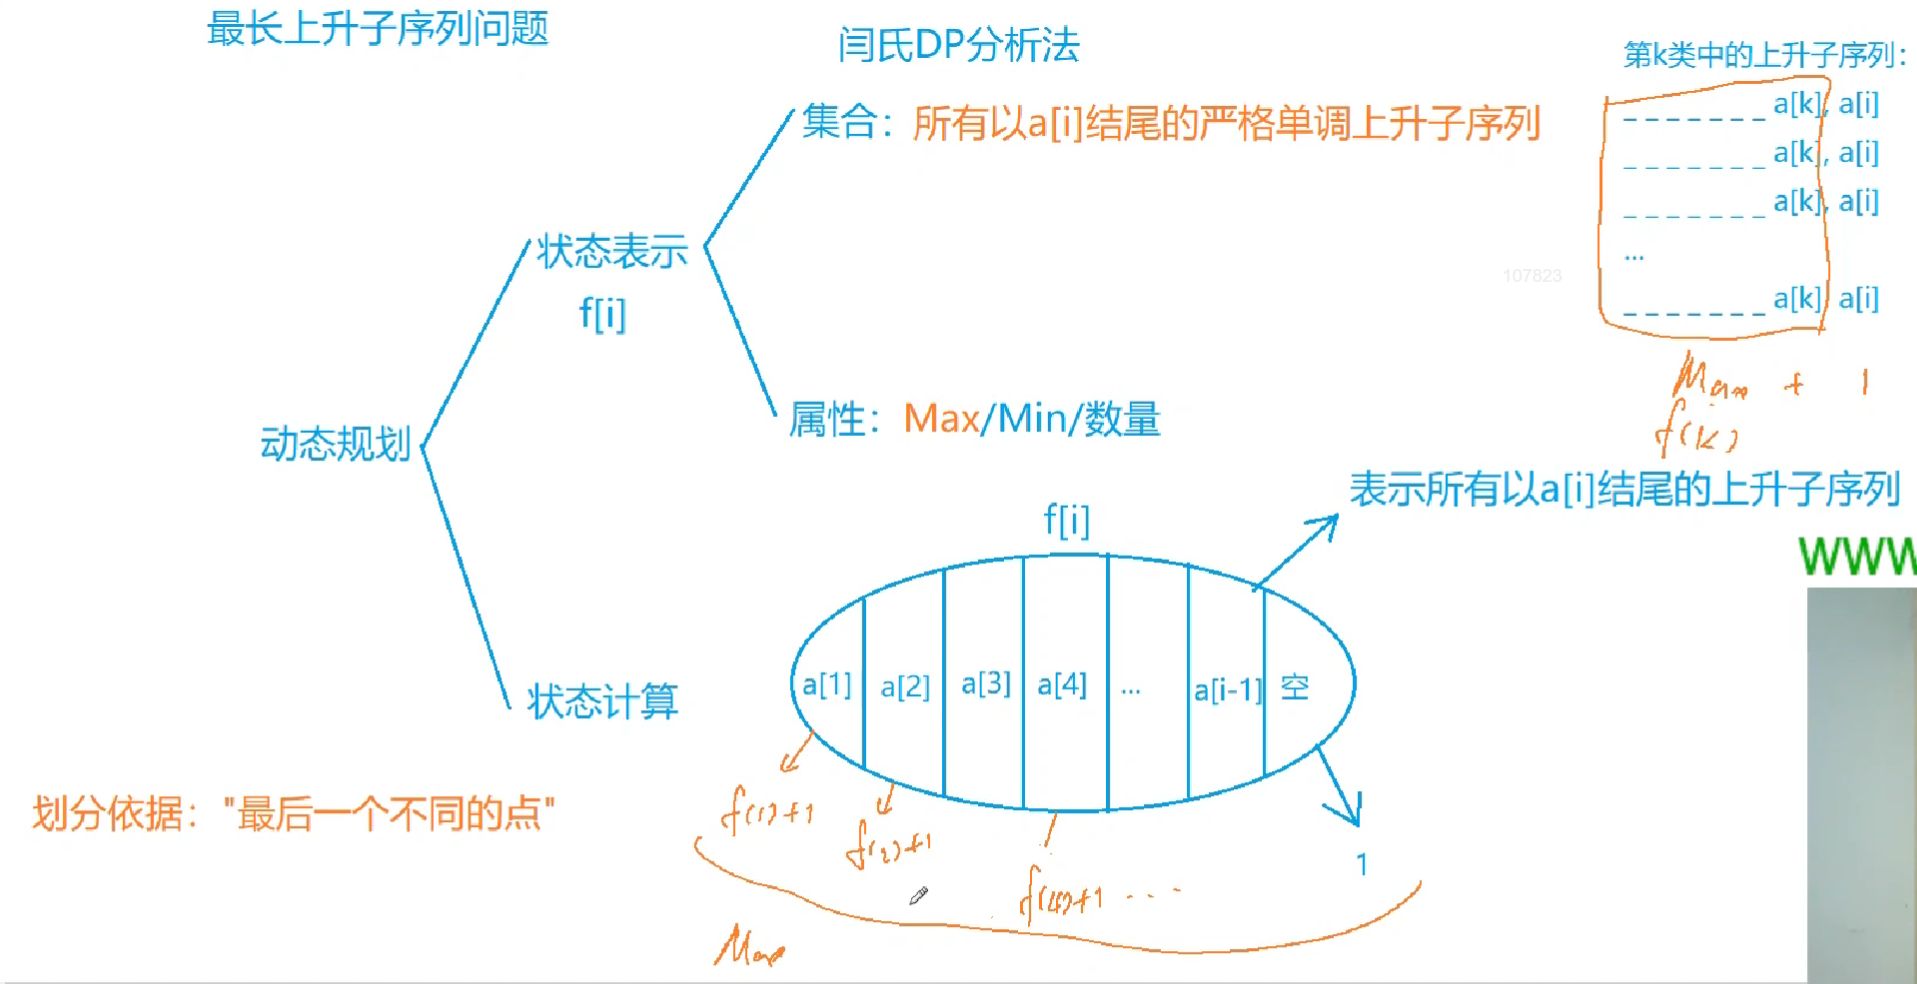 最长上升子序列问题
闫氏DP分析法
第k类中的上升子序列：
集合：所有以a[i]结尾的严格单调上升子序列
_ _ _ _ _ _ _ a[k], a[i]
_ _ _ _ _ _ _ a[k], a[i]
_ _ _ _ _ _ _ a[k], a[i]
...
_ _ _ _ _ _ _ a[k] a[i]
Max + 1
f(k)
状态表示
f[i]
107823
动态规划
属性：Max/Min/数量
表示所有以a[i]结尾的上升子序列
f[i]
WWW
a[1] a[2] a[3] a[4] ... a[i-1] 空
状态计算
划分依据："最后一个不同的点"
f(1)+1
f(2)+1
f(4)+1 ...
1
Max